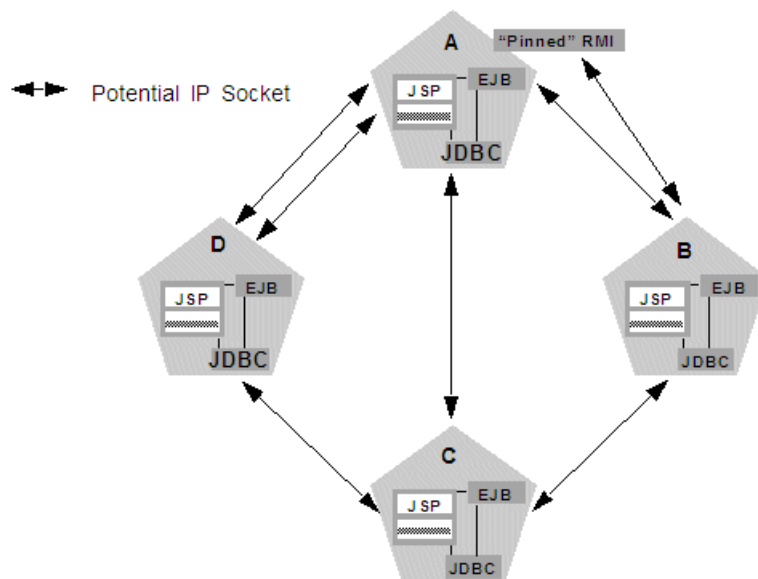 A
"Pinned" RMI
EJB
JSP
JDBC
Potential IP Socket
D
EJB
JSP
JDBC
B
EJB
JSP
JDBC
C
EJB
JSP
JDBC